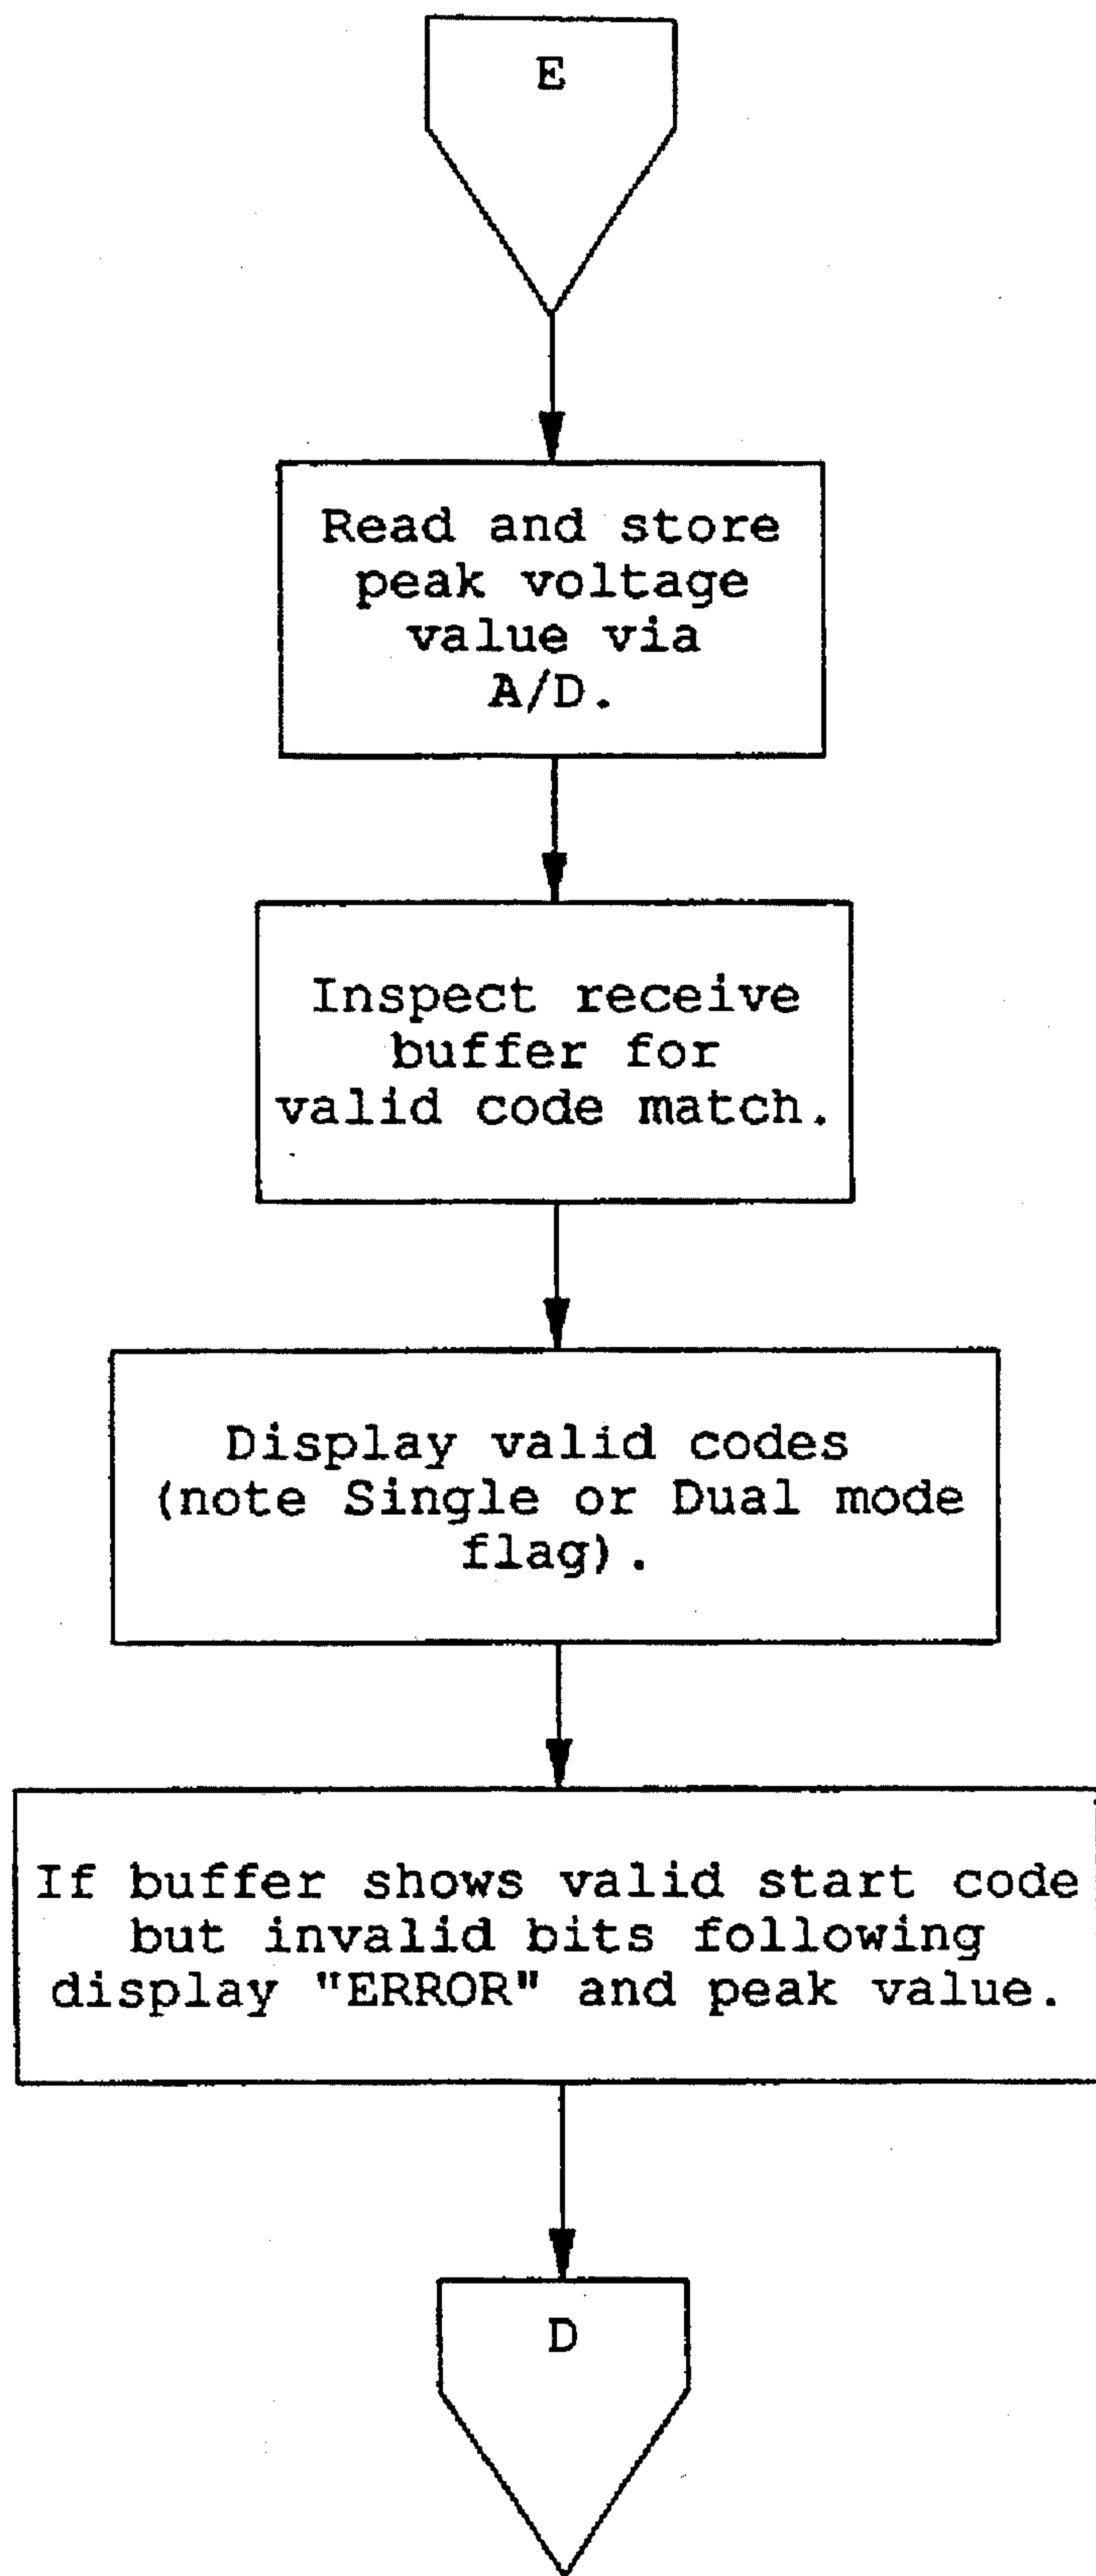 E
Read and store
peak voltage
value via
A/D.
Inspect receive
buffer for
valid code match.
Display valid codes
(note Single or Dual mode
flag).
If buffer shows valid start code
but invalid bits following
display "ERROR" and peak value.
D